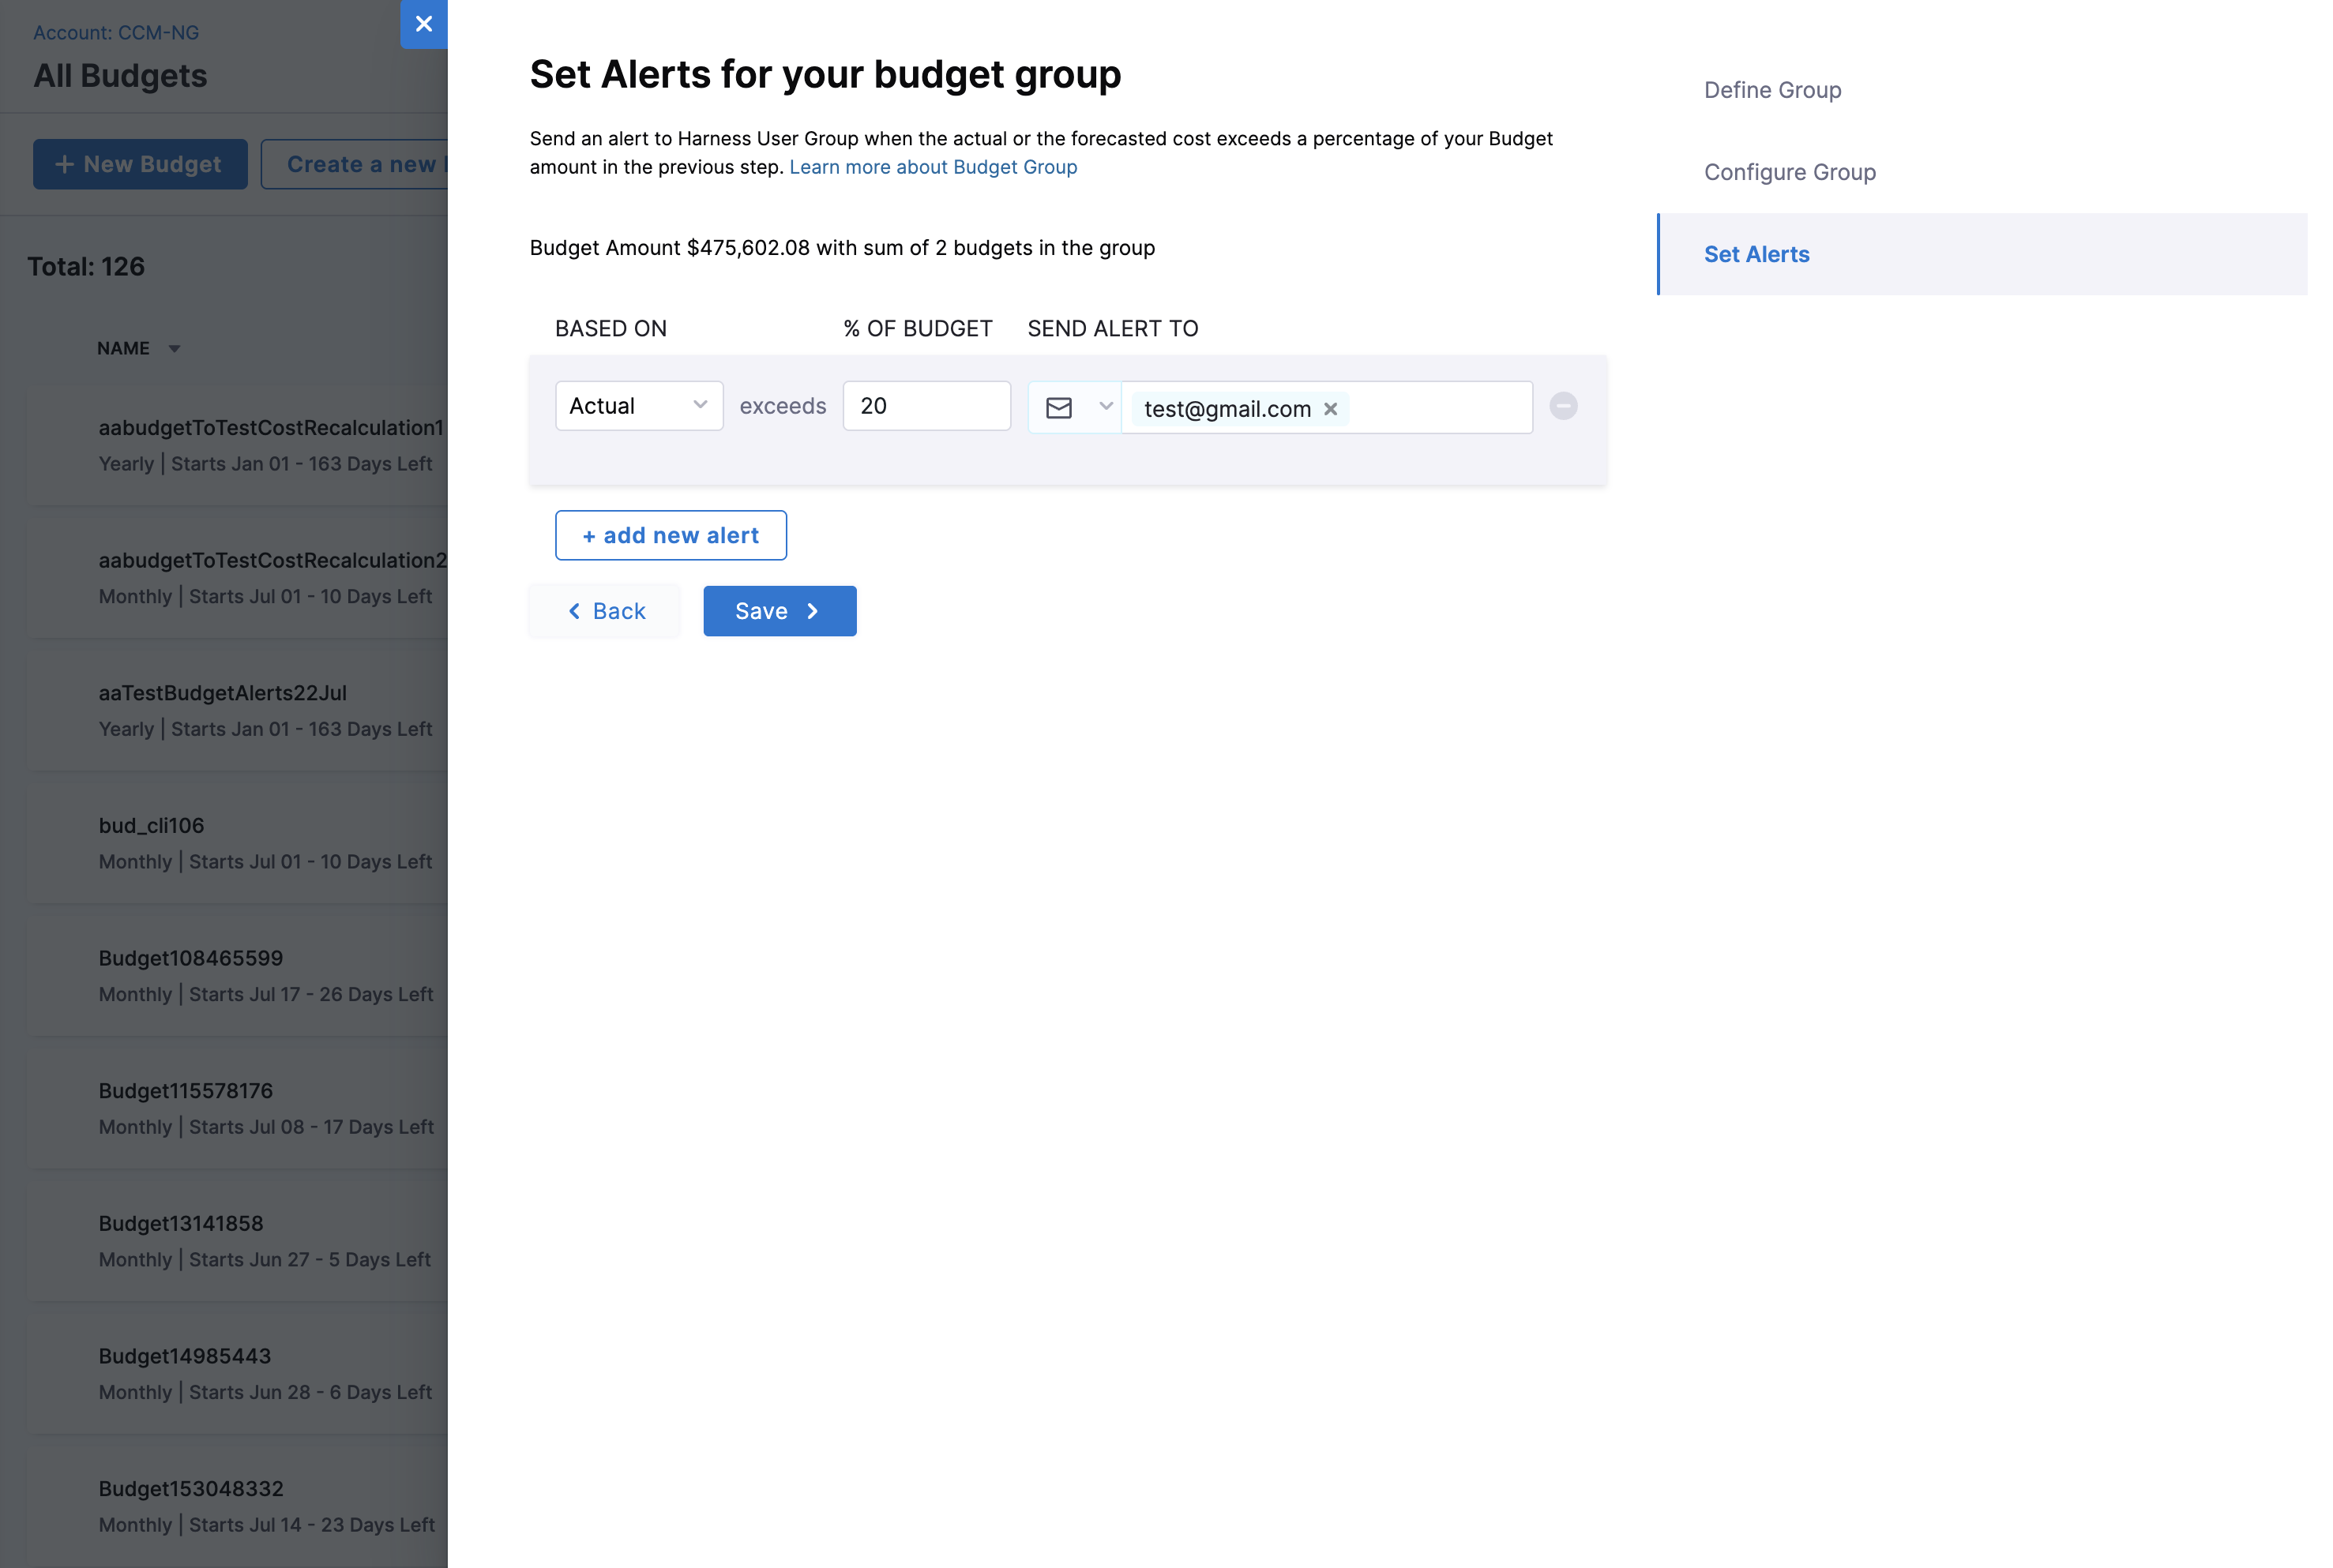 Account: CCM-NG
All Budgets
+ New Budget
Create a new
Total: 126
NAME
aabudgetToTestCostRecalculation1
Yearly | Starts Jan 01 - 163 Days Left
aabudgetToTestCostRecalculation2
Monthly | Starts Jul 01 - 10 Days Left
aaTestBudgetAlerts22Jul
Yearly | Starts Jan 01 - 163 Days Left
bud_cli106
Monthly | Starts Jul 01 - 10 Days Left
Budget108465599
Monthly | Starts Jul 17 - 26 Days Left
Budget115578176
Monthly | Starts Jul 08 - 17 Days Left
Budget13141858
Monthly | Starts Jun 27 - 5 Days Left
Budget14985443
Monthly | Starts Jun 28 - 6 Days Left
Budget153048332
Monthly | Starts Jul 14 - 23 Days Left
Set Alerts for your budget group
Send an alert to Harness User Group when the actual or the forecasted cost exceeds a percentage of your Budget
amount in the previous step. Learn more about Budget Group
Budget Amount $475,602.08 with sum of 2 budgets in the group
BASED ON % OF BUDGET SEND ALERT TO
Actual exceeds 20 test@gmail.com
+ add new alert
Back Save
Define Group
Configure Group
Set Alerts